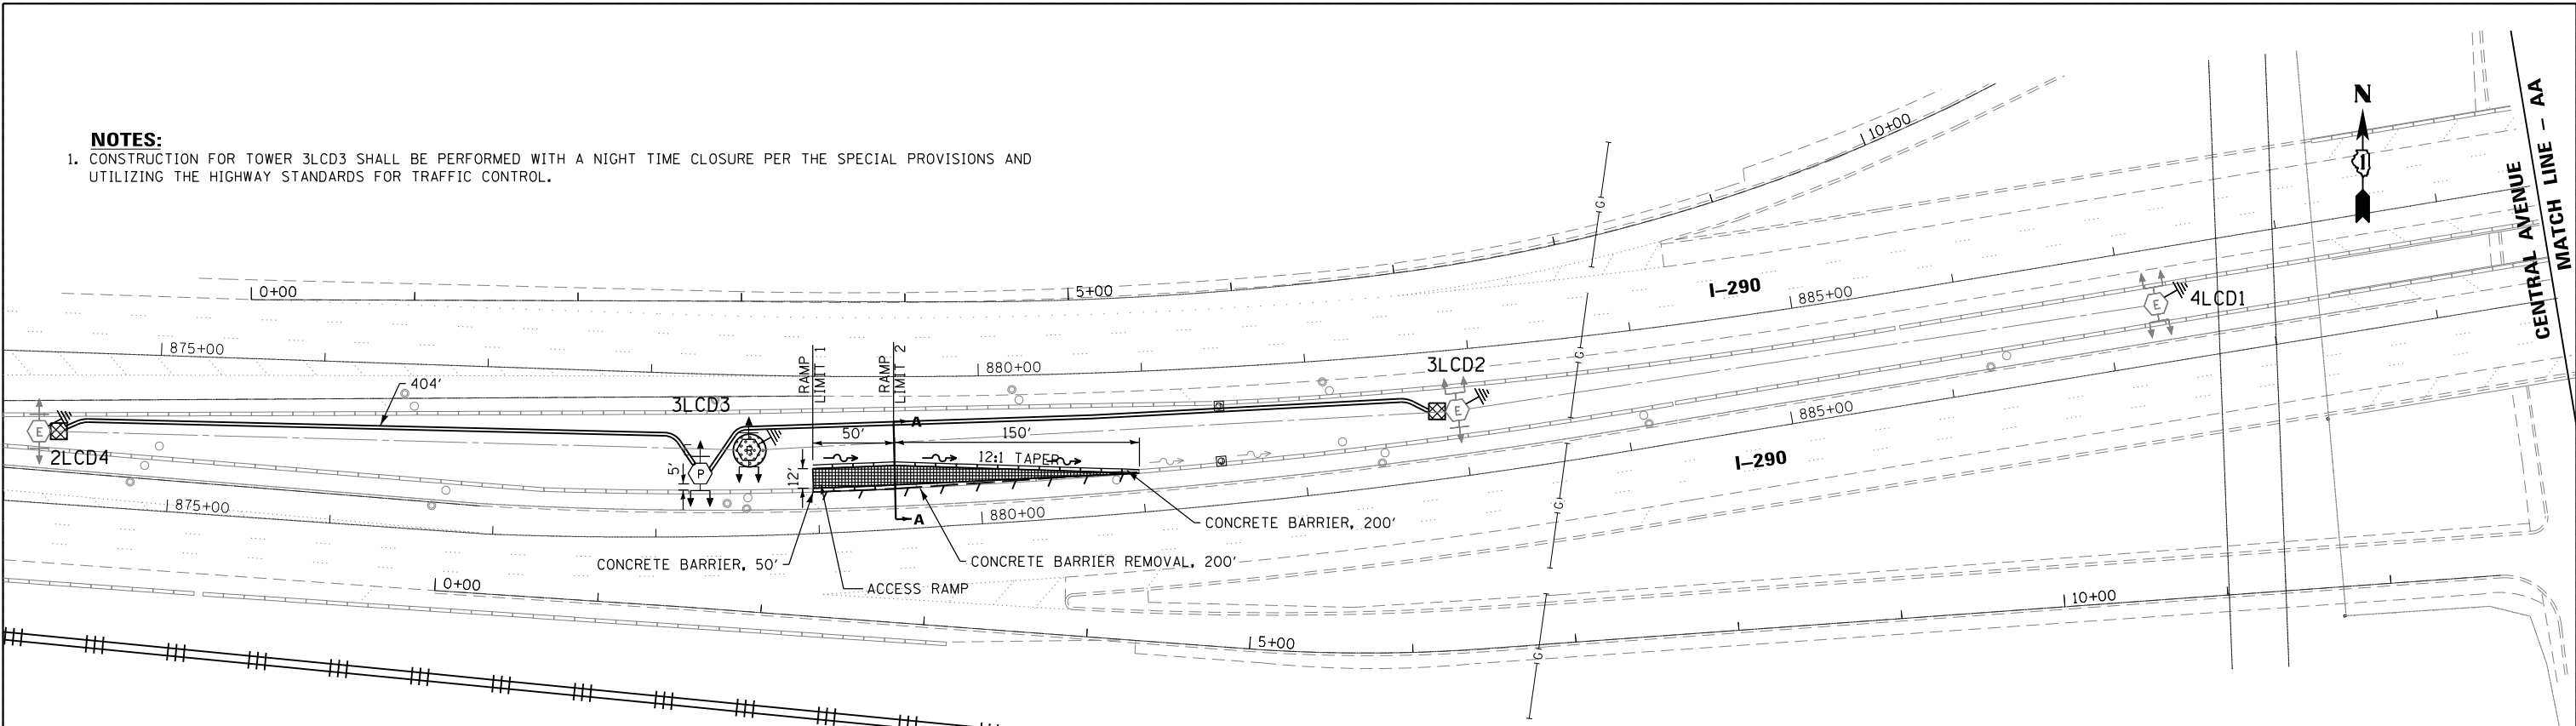 NOTES:
1. CONSTRUCTION FOR TOWER 3LCD3 SHALL BE PERFORMED WITH A NIGHT TIME CLOSURE PER THE SPECIAL PROVISIONS AND
UTILIZING THE HIGHWAY STANDARDS FOR TRAFFIC CONTROL.
N
1
CENTRAL AVENUE
MATCH LINE - AA
10+00
0+00
5+00
I-290
885+00
4LCD1
E
875+00
880+00
3LCD2
E
404'
3LCD3
RAMP
LIMIT 1
RAMP
LIMIT 2
A
50'
150'
12:1 TAPER
E
2LCD4
P
5'
12'
A
885+00
I-290
875+00
880+00
CONCRETE BARRIER, 200'
CONCRETE BARRIER, 50'
CONCRETE BARRIER REMOVAL, 200'
ACCESS RAMP
0+00
5+00
10+00
G
G
G
G